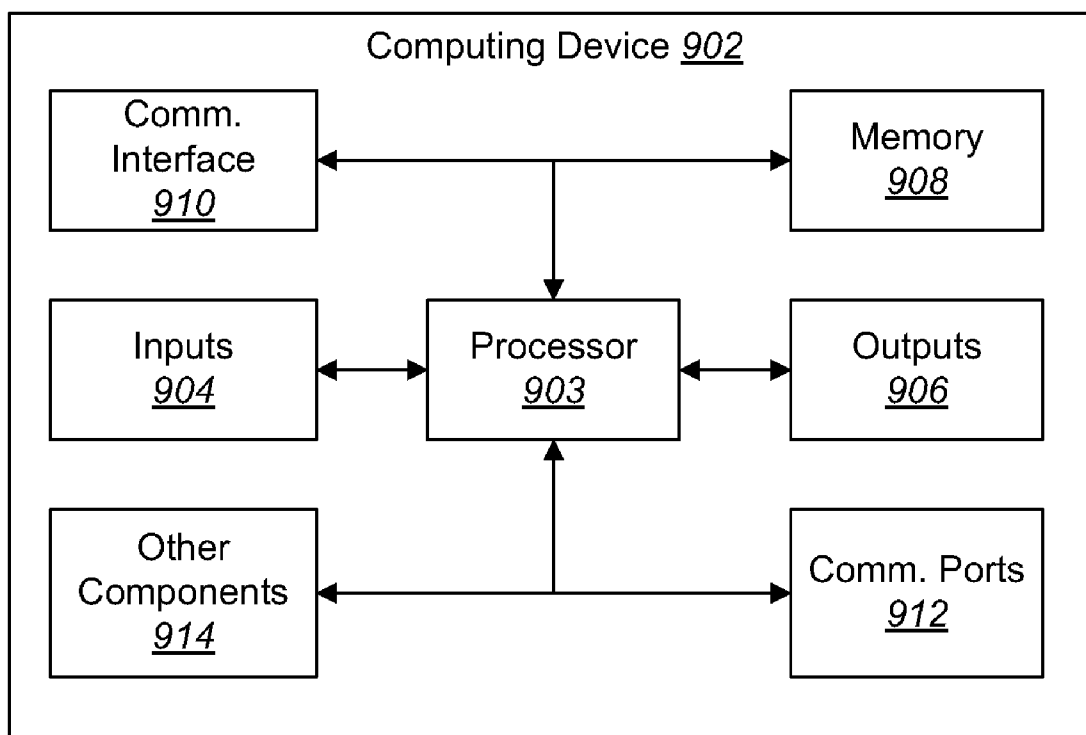 Computing Device 902
Comm.
Interface
910
Memory
908
Inputs
904
Processor
903
Outputs
906
Other
Components
914
Comm. Ports
912